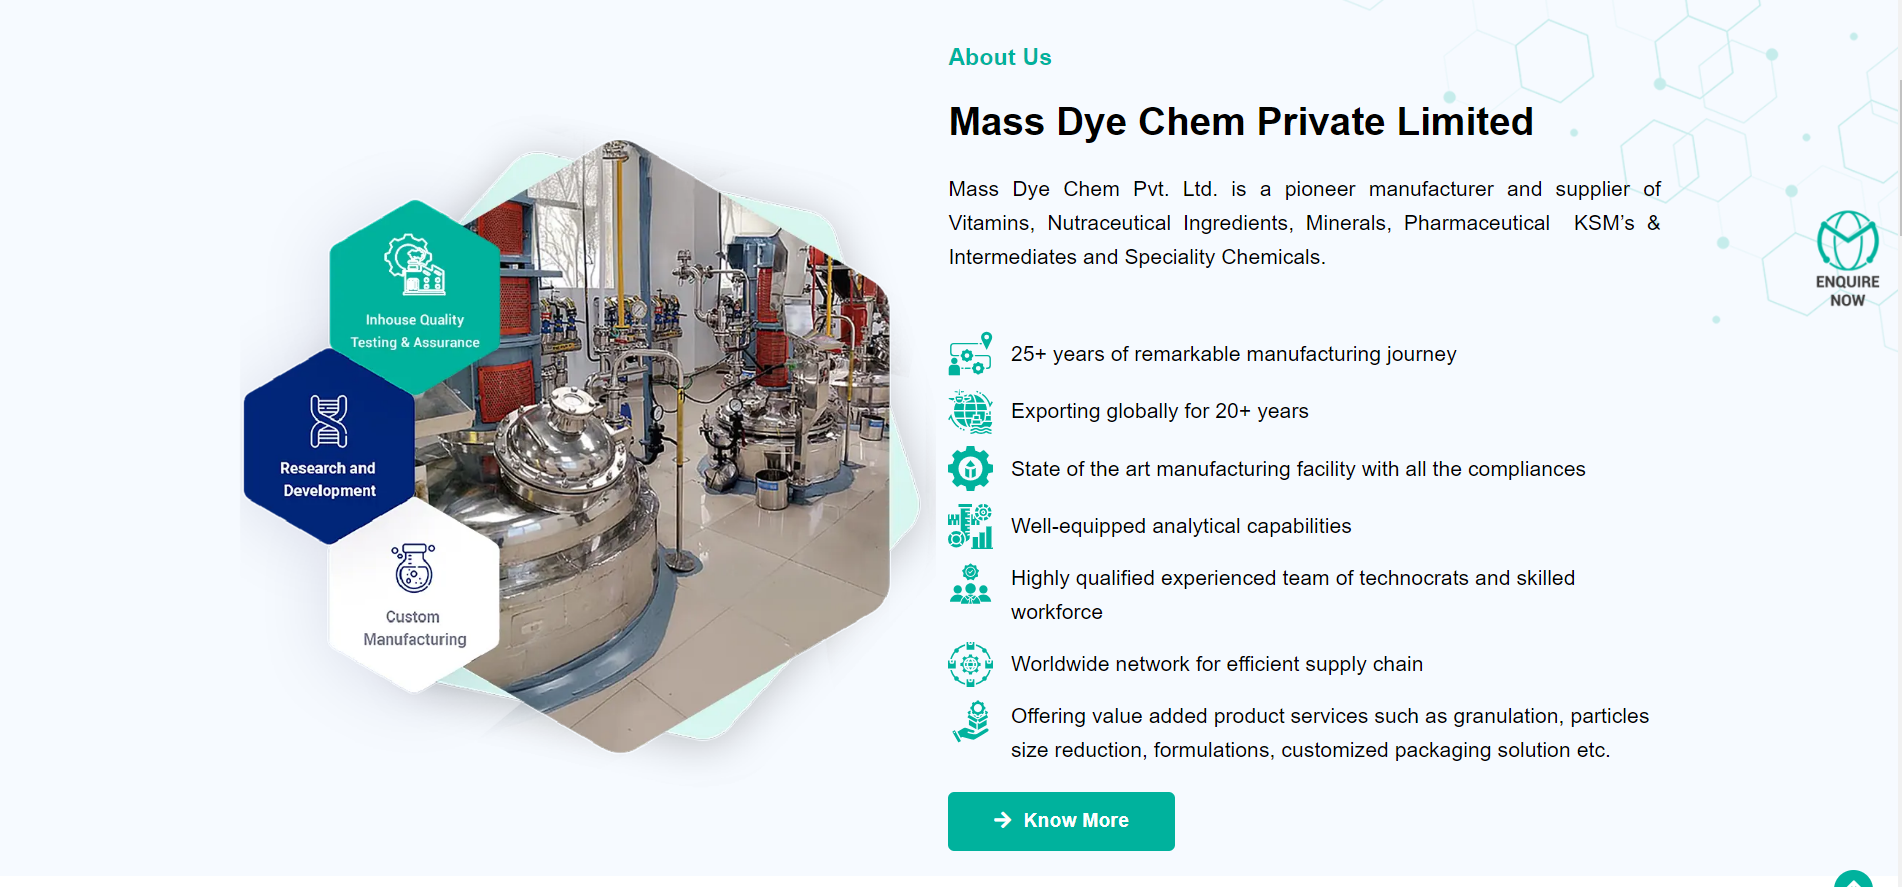 About Us
Mass Dye Chem Private Limited
Mass Dye Chem Pvt. Ltd. is a pioneer manufacturer and supplier of
Vitamins, Nutraceutical Ingredients, Minerals, Pharmaceutical KSM’s &
Intermediates and Speciality Chemicals.
25+ years of remarkable manufacturing journey
Exporting globally for 20+ years
State of the art manufacturing facility with all the compliances
Well-equipped analytical capabilities
Highly qualified experienced team of technocrats and skilled
workforce
Worldwide network for efficient supply chain
Offering value added product services such as granulation, particles
size reduction, formulations, customized packaging solution etc.
Know More
Inhouse Quality
Testing & Assurance
Research and
Development
Custom
Manufacturing
ENQUIRE
NOW